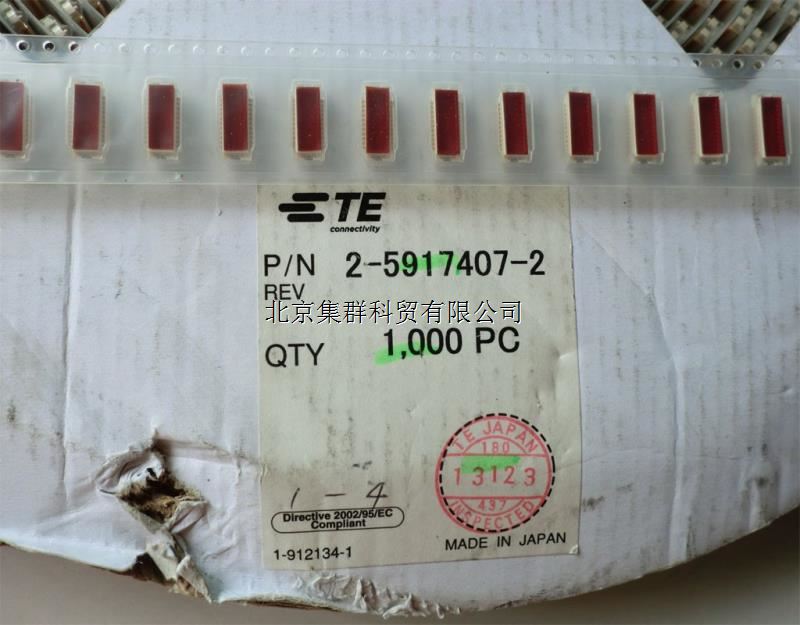 TE
connectivity
P/N 2-5917407-2
REV
北京集群科贸有限公司
QTY 1,000 PC
TE JAPAN
180
13123
437
INSPECTED
1-4
Directive 2002/95/EC
Compliant
1-912134-1
MADE IN JAPAN